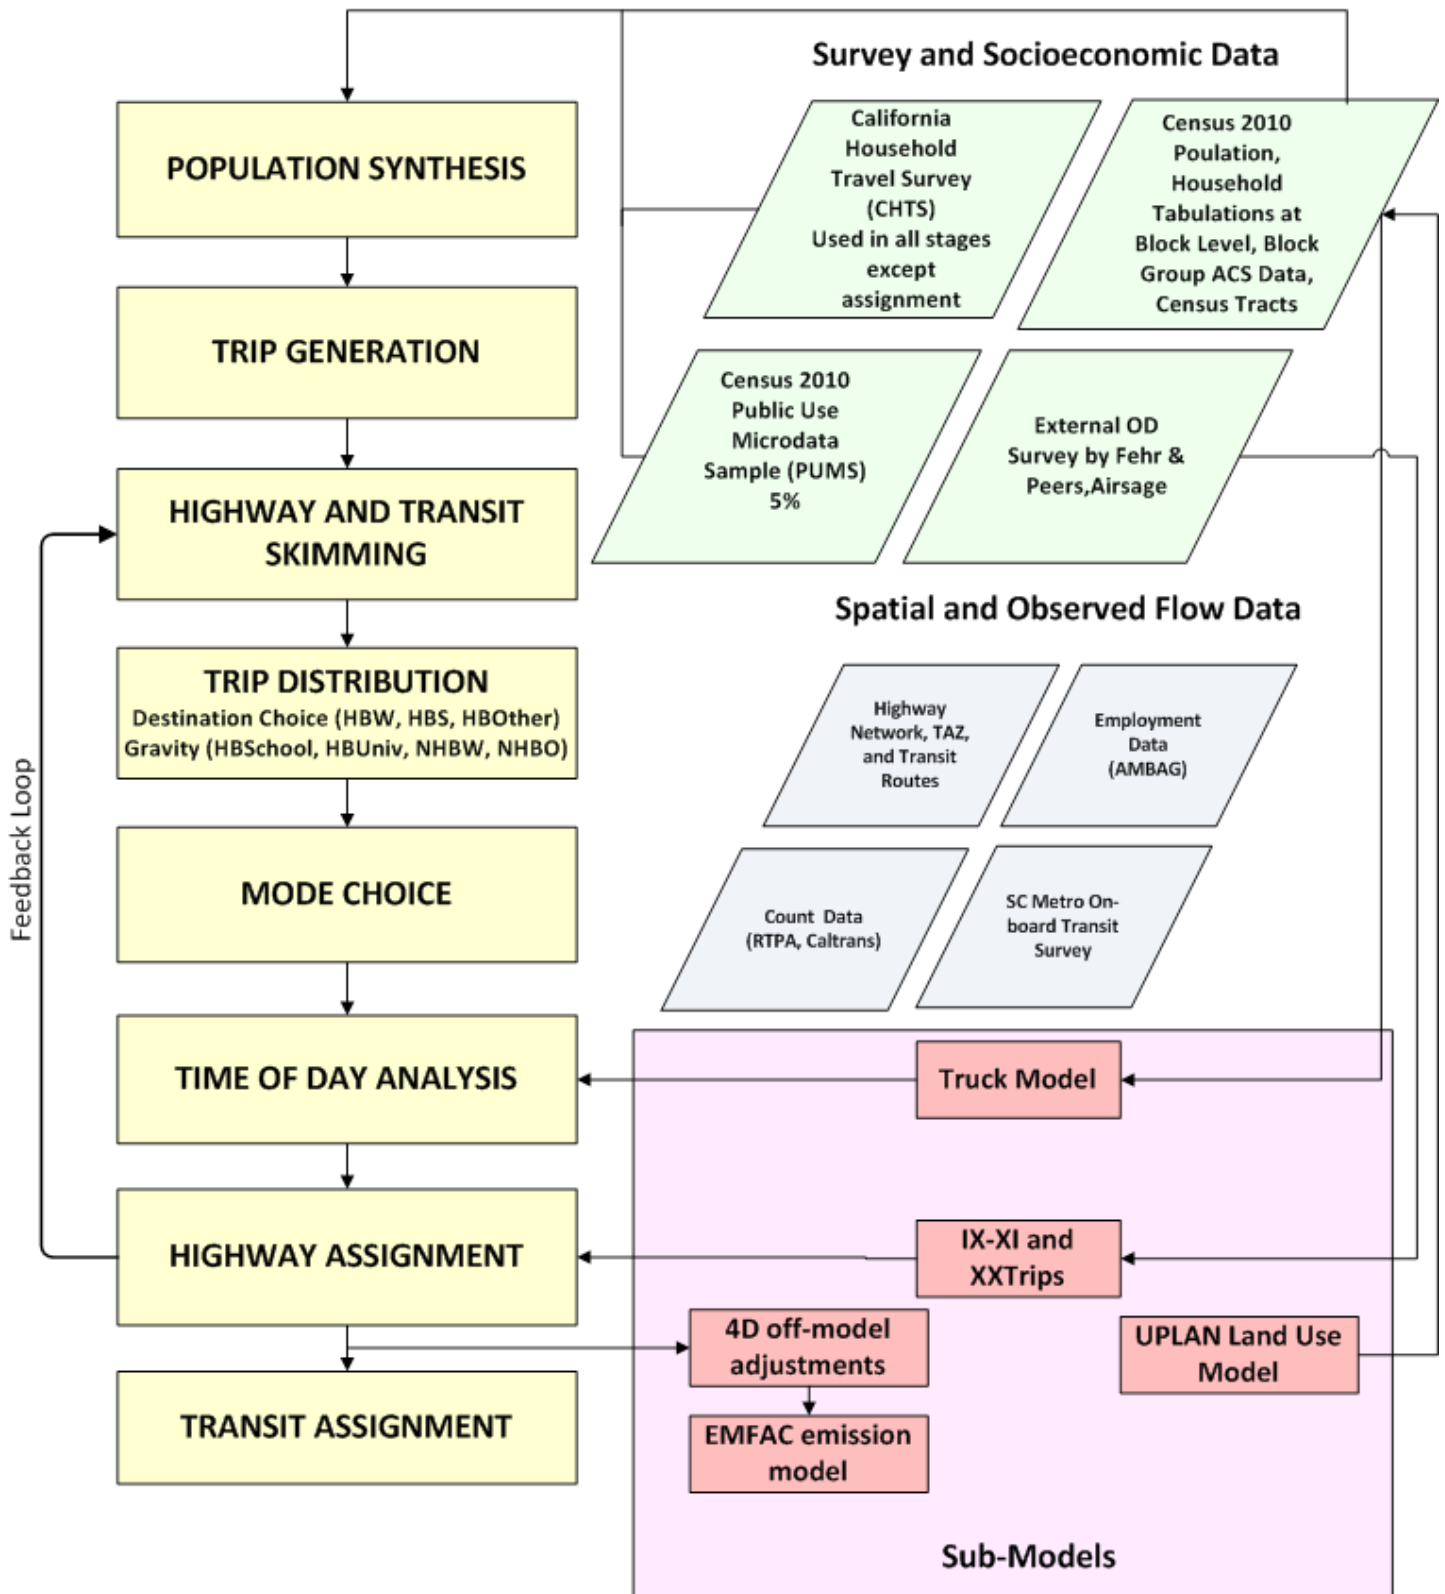 Survey and Socioeconomic Data
POPULATION SYNTHESIS
California
Household
Travel Survey
(CHTS)
Used in all stages
except
assignment
Census 2010
Poulation,
Household
Tabulations at
Block Level, Block
Group ACS Data,
Census Tracts
TRIP GENERATION
Census 2010
Public Use
Microdata
Sample (PUMS)
5%
External OD
Survey by Fehr &
Peers,Airsage
HIGHWAY AND TRANSIT
SKIMMING
Spatial and Observed Flow Data
TRIP DISTRIBUTION
Destination Choice (HBW, HBS, HBOther)
Gravity (HBSchool, HBUniv, NHBW, NHBO)
Highway
Network, TAZ,
and Transit
Routes
Employment
Data
(AMBAG)
Feedback Loop
MODE CHOICE
Count  Data
(RTPA, Caltrans)
SC Metro On-
board Transit
Survey
TIME OF DAY ANALYSIS
Truck Model
HIGHWAY ASSIGNMENT
IX-XI and
XXTrips
4D off-model
adjustments
UPLAN Land Use
Model
TRANSIT ASSIGNMENT
EMFAC emission
model
Sub-Models